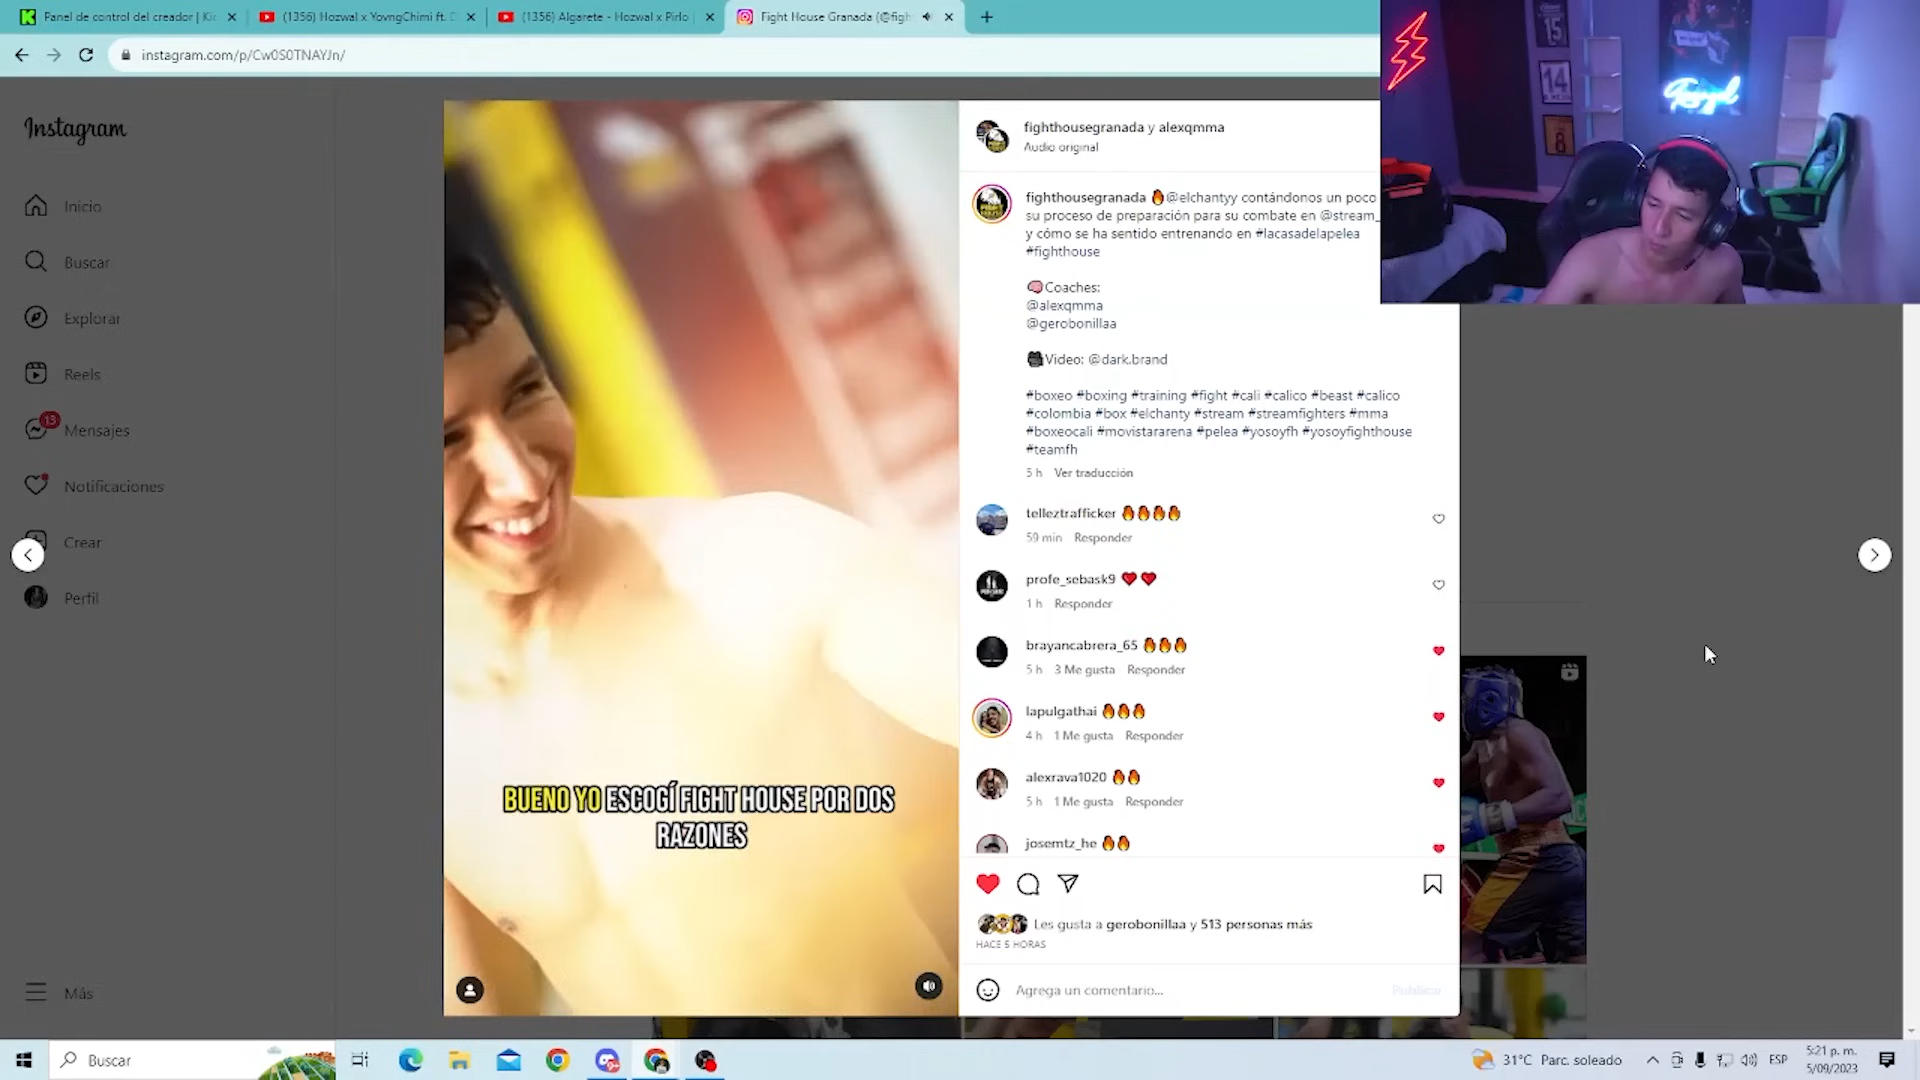 Panel de control del creador | Kic
(1356) Hozwal x YovngChimi ft.
(1356) Algarete - Hozwal x Pirlo
Fight House Granada (@figh
instagram.com/p/Cw0S0TNAYJn/
15
14
8
Instagram
Inicio
Buscar
Explorar
Reels
13
Mensajes
Notificaciones
Crear
Perfil
Más
BUENO YO ESCOGÍ FIGHT HOUSE POR DOS
RAZONES
fighthousegranada y alexqmma
Audio original
fighthousegranada 🔥@elchantyy contándonos un poco
su proceso de preparación para su combate en @stream_
y cómo se ha sentido entrenando en #lacasadelapelea
#fighthouse
🧠Coaches:
@alexqmma
@gerobonillaa
Video: @dark.brand
#boxeo #boxing #training #fight #cali #calico #beast #calico
#colombia #box #elchanty #stream #streamfighters #mma
#boxeocali #movistararena #pelea #yosoyfh #yosoyfighthouse
#teamfh
5 h Ver traducción
telleztrafficker 🔥🔥🔥🔥
59 min Responder
profe_sebask9 ❤️❤️
1 h Responder
brayancabrera_65 🔥🔥🔥
5 h 3 Me gusta Responder
lapulgathai 🔥🔥🔥
4 h 1 Me gusta Responder
alexrava1020 🔥🔥
5 h 1 Me gusta Responder
josemtz_he 🔥🔥
Les gusta a gerobonillaa y 513 personas más
HACE 5 HORAS
Agrega un comentario...
Publicar
Buscar
31°C Parc. soleado
ESP
5:21 p. m.
5/09/2023